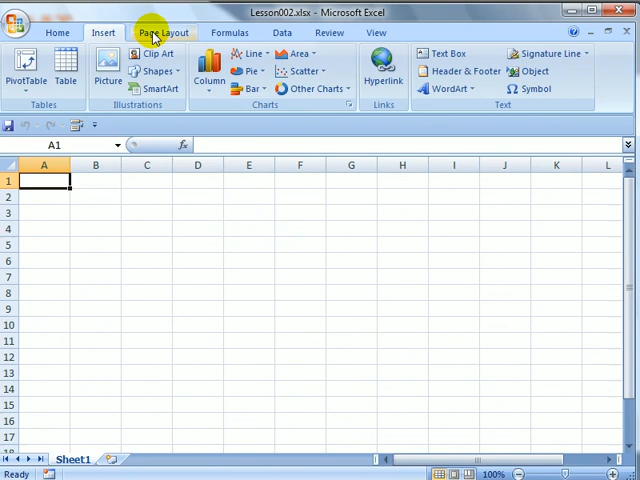 Lesson002.xlsx - Microsoft Excel
Home Insert Page Layout Formulas Data Review View
PivotTable Table
Tables
Picture Clip Art
Shapes
SmartArt
Illustrations
Column Line Area
Pie Scatter
Bar Other Charts
Charts
Hyperlink
Links
Text Box Signature Line
Header & Footer Object
WordArt Symbol
Text
A1 fx
A B C D E F G H I J K L
1
2
3
4
5
6
7
8
9
10
11
12
13
14
15
16
17
18
Sheet1
Ready 100%